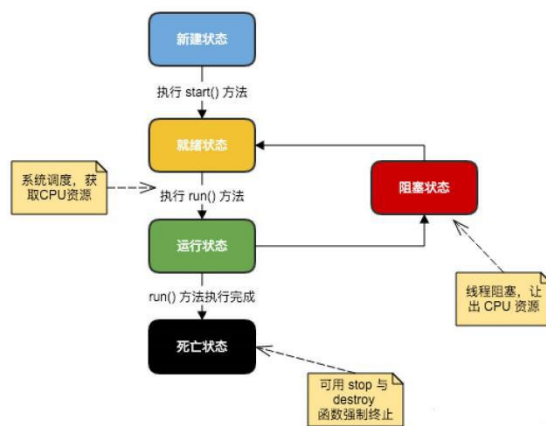 新建状态
执行 start() 方法
就绪状态
系统调度，获
取CPU资源
阻塞状态
执行 run() 方法
运行状态
线程阻塞，让
出 CPU 资源
run() 方法执行完成
死亡状态
可用 stop 与
destroy
函数强制终止